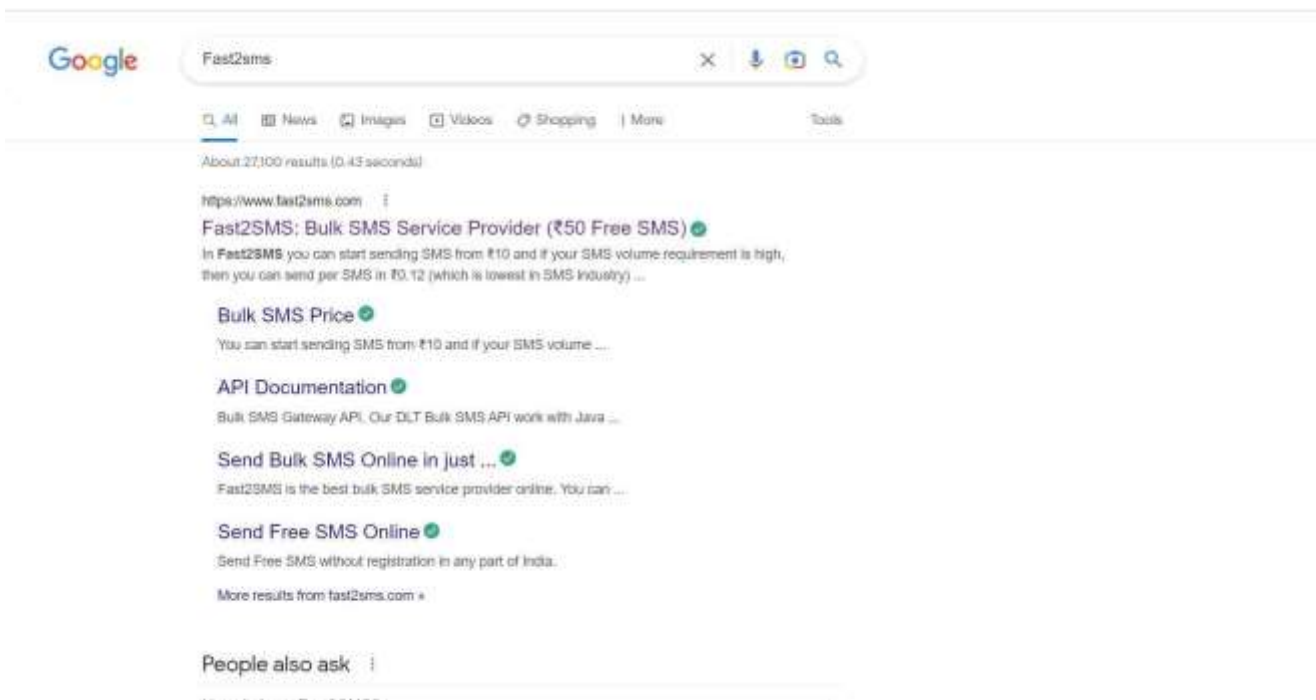 Google
Fast2sms
All News Images Videos Shopping More Tools
About 27,100 results (0.43 seconds)
https://www.fast2sms.com
Fast2SMS: Bulk SMS Service Provider (₹50 Free SMS)
In Fast2SMS you can start sending SMS from ₹10 and if your SMS volume requirement is high,
then you can send per SMS in ₹0.12 (which is lowest in SMS Industry) ...
Bulk SMS Price
You can start sending SMS from ₹10 and if your SMS volume ...
API Documentation
Bulk SMS Gateway API. Our DLT Bulk SMS API work with Java ...
Send Bulk SMS Online in just ...
Fast2SMS is the best bulk SMS service provider online. You can ...
Send Free SMS Online
Send Free SMS without registration in any part of India.
More results from fast2sms.com »
People also ask